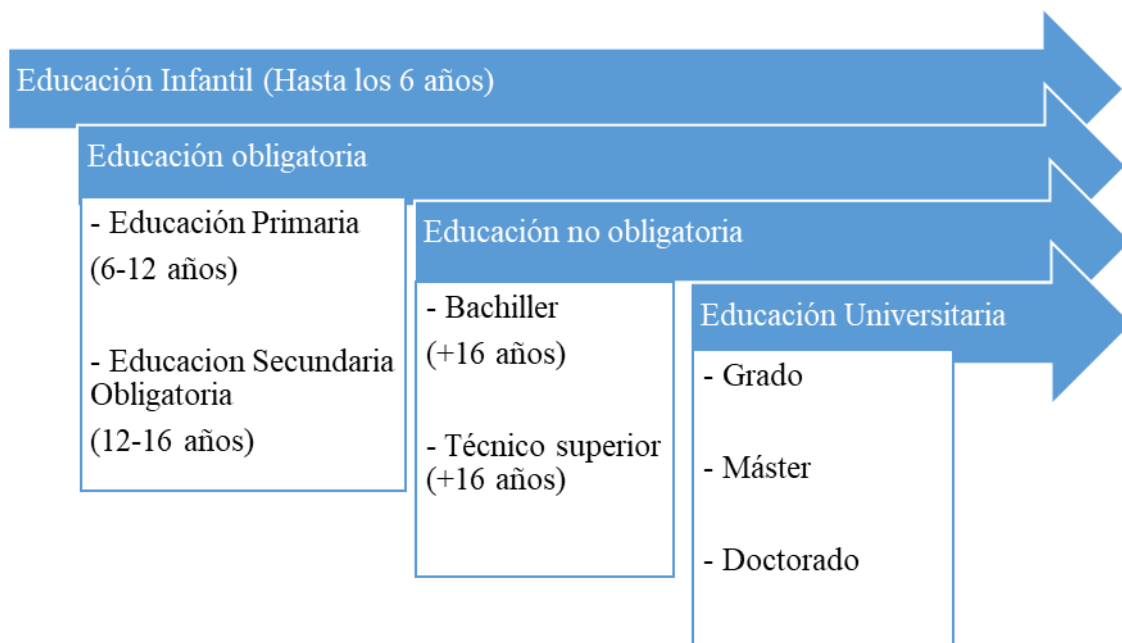 Educación Infantil (Hasta los 6 años)
Educación obligatoria
- Educación Primaria
(6-12 años)
- Educacion Secundaria
Obligatoria
(12-16 años)
Educación no obligatoria
- Bachiller
(+16 años)
- Técnico superior
(+16 años)
Educación Universitaria
- Grado
- Máster
- Doctorado